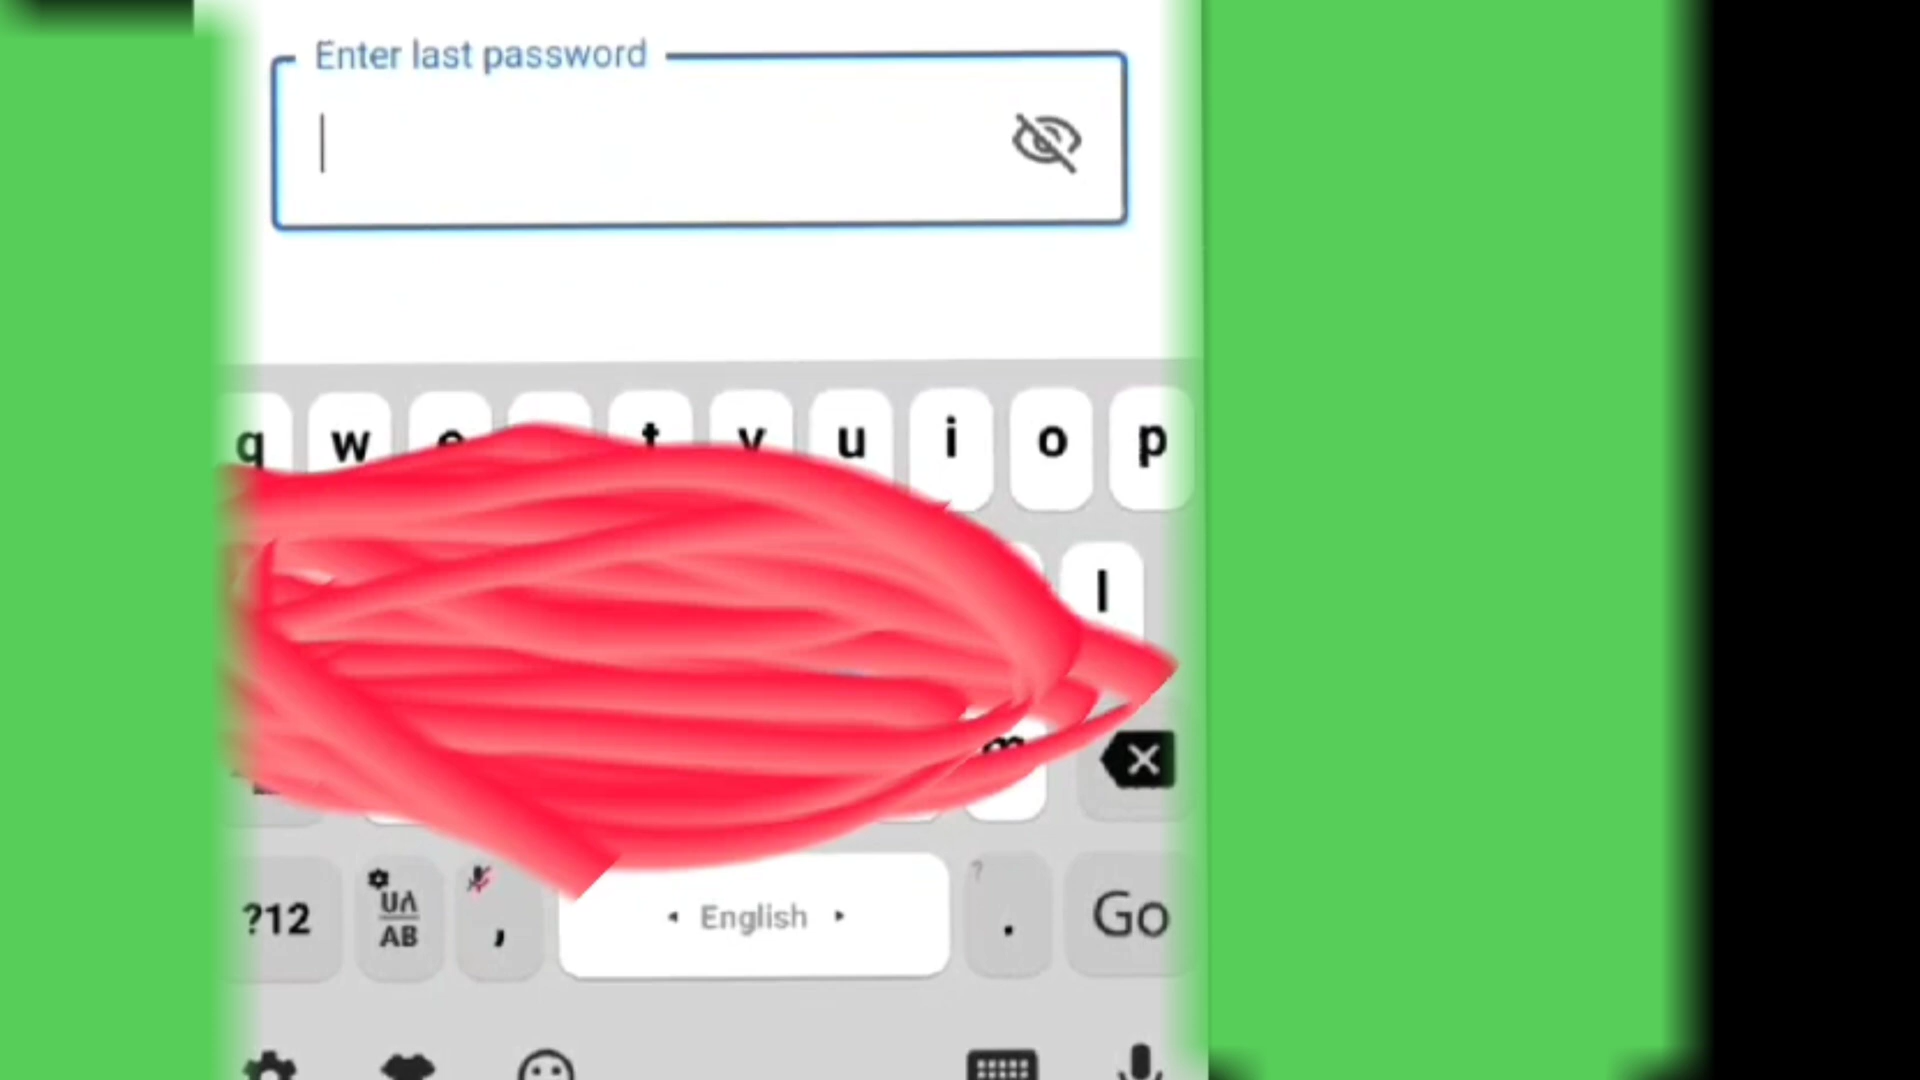 Enter last password
q w e t y u i o p
l
m
?12 UA AB , English . Go
?